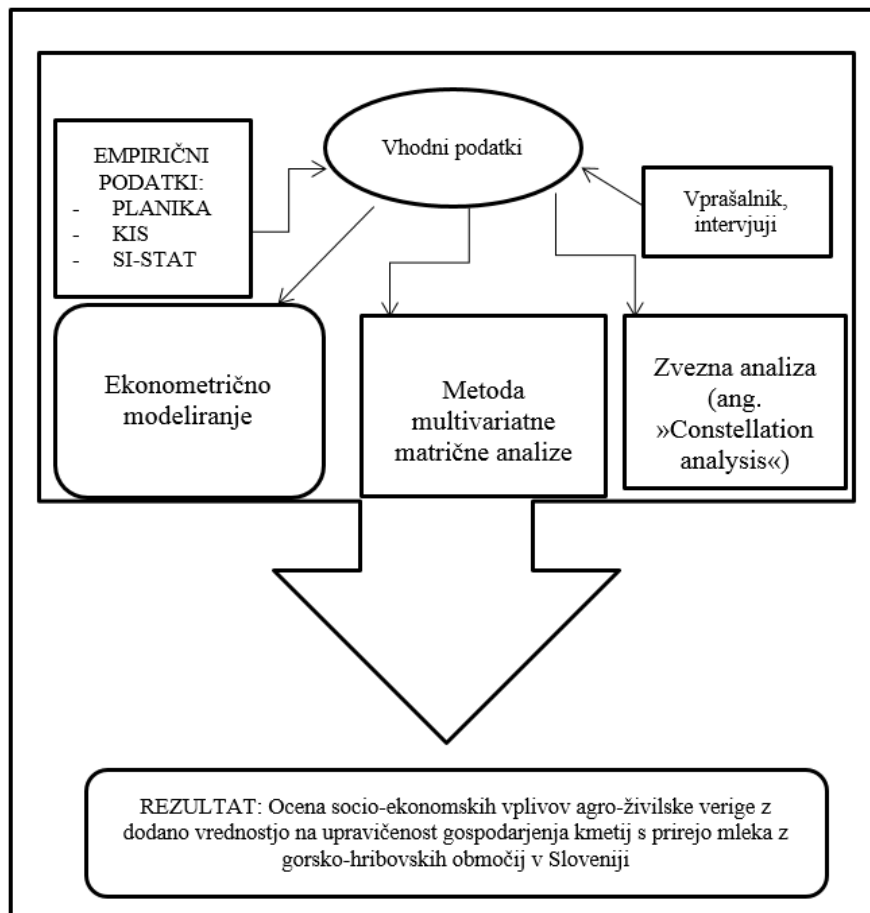 Vhodni podatki
EMPIRIČNI
PODATKI:
- PLANIKA
- KIS
- SI-STAT
Vprašalnik,
intervjuji
Ekonometrično
modeliranje
Metoda
multivariatne
matrične analize
Zvezna analiza
(ang.
»Constellation
analysis«)
REZULTAT: Ocena socio-ekonomskih vplivov agro-živilske verige z
dodano vrednostjo na upravičenost gospodarjenja kmetij s prirejo mleka z
gorsko-hribovskih območij v Sloveniji